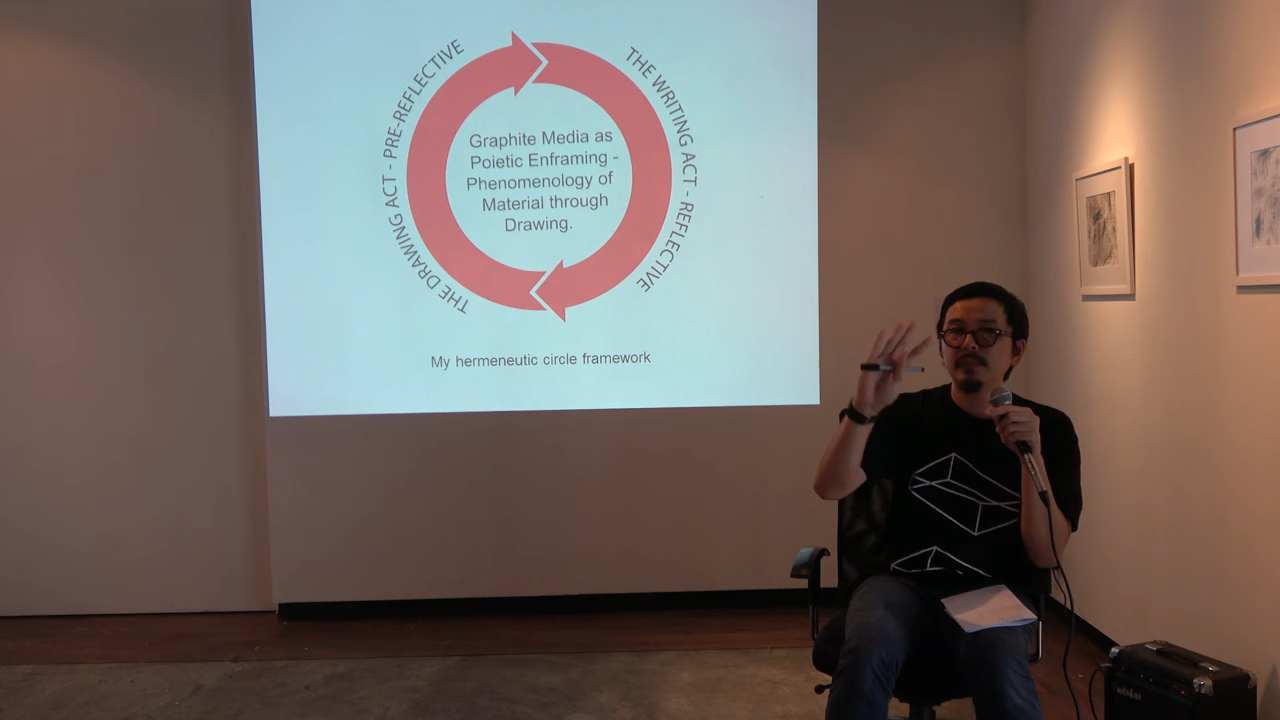 THE DRAWING ACT - PRE-REFLECTIVE
THE WRITING ACT - REFLECTIVE
Graphite Media as
Poietic Enframing -
Phenomenology of
Material through
Drawing.
My hermeneutic circle framework